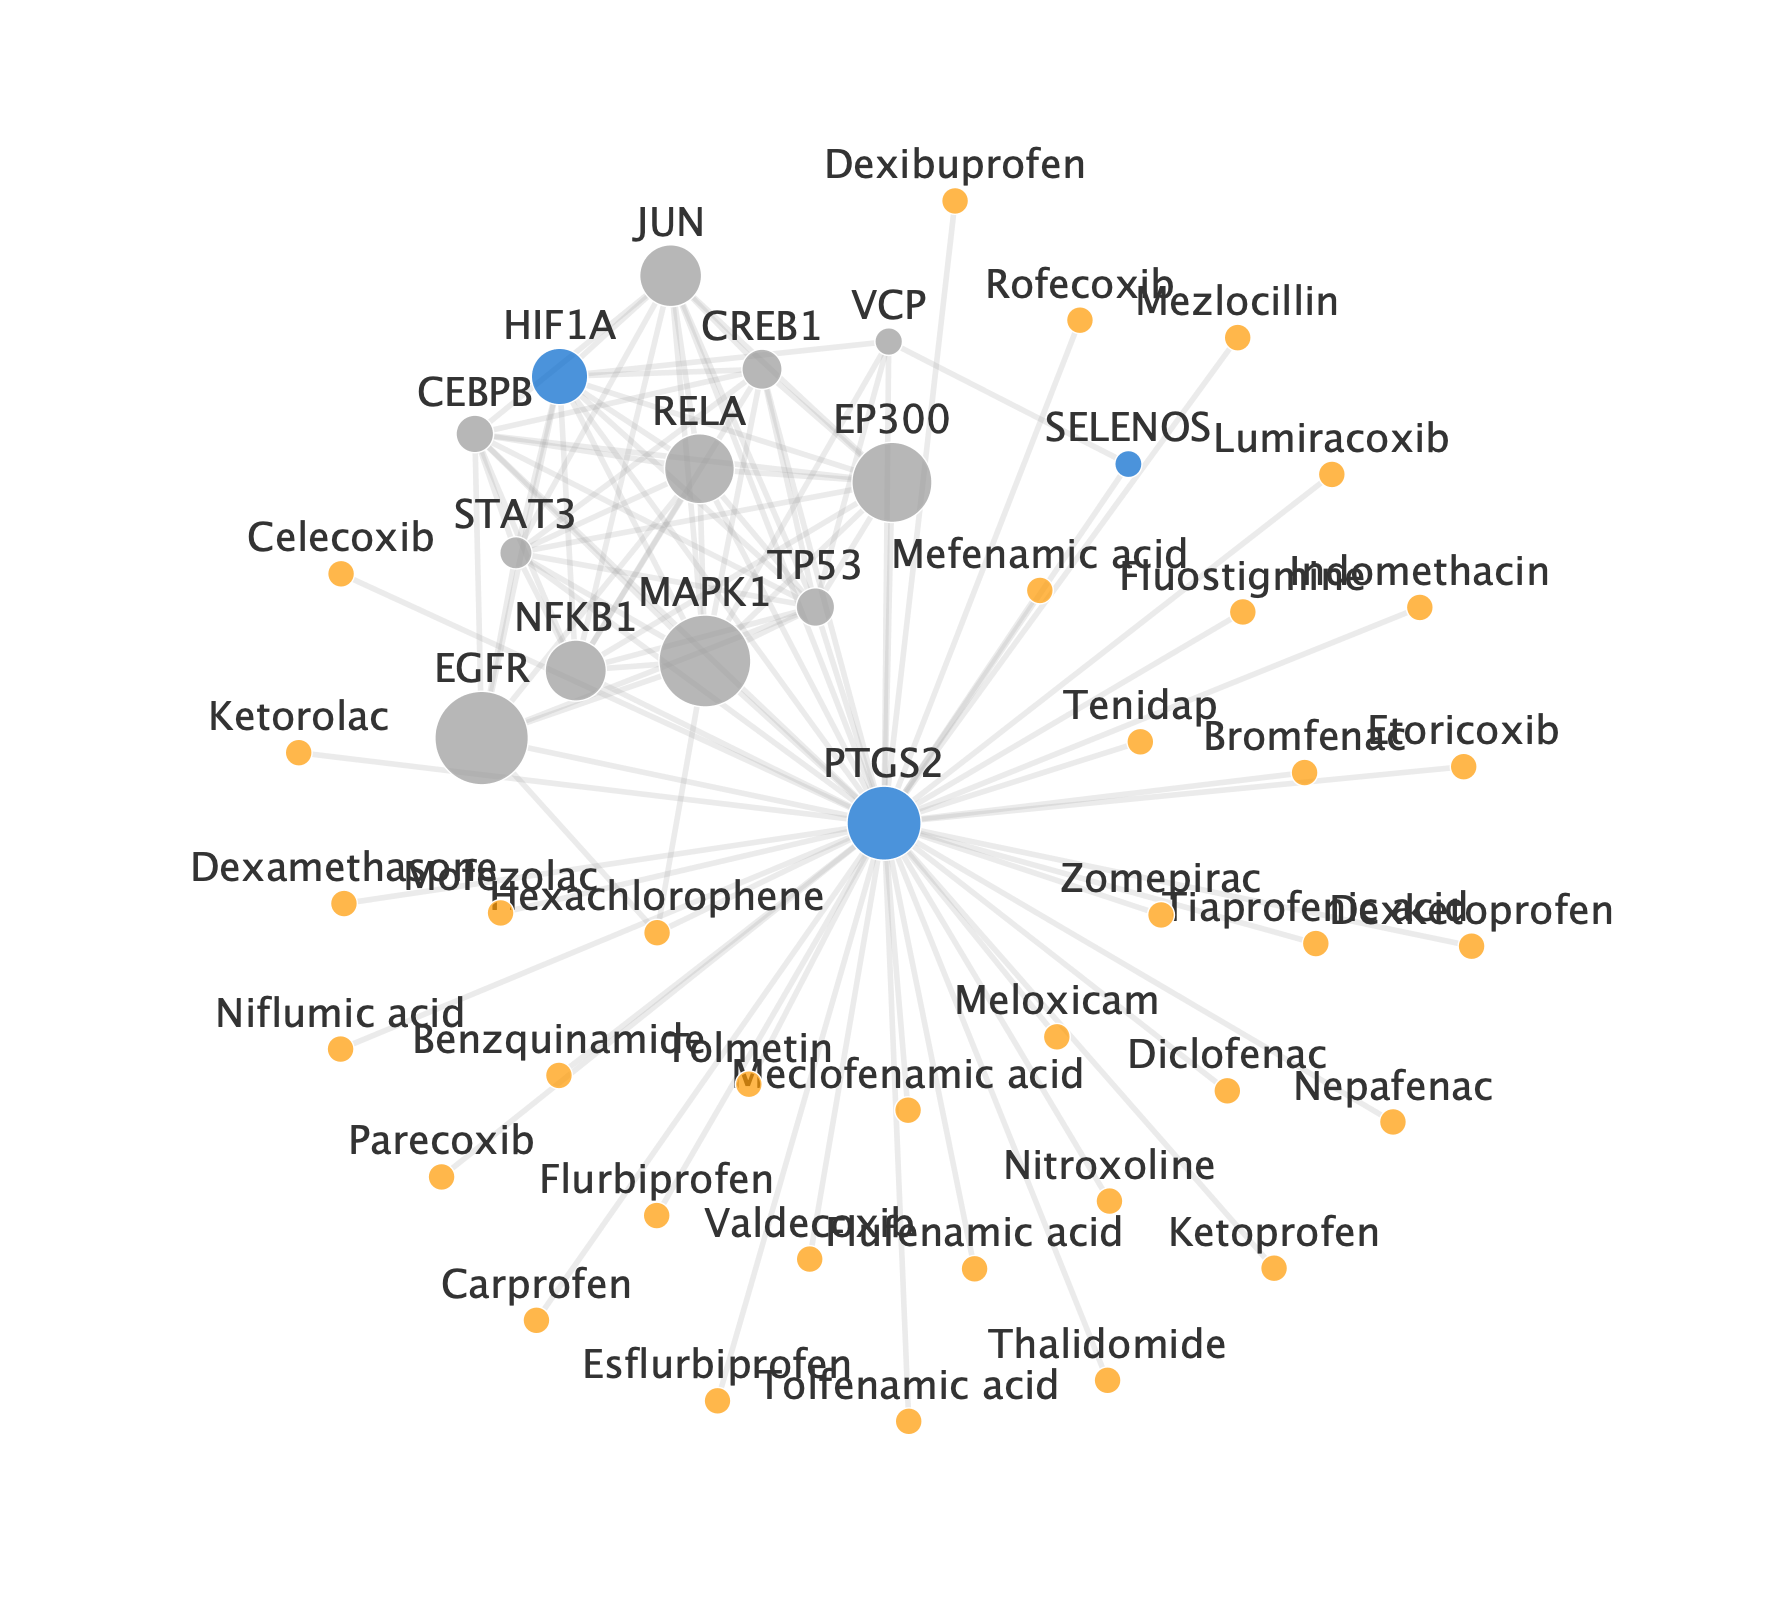 Dexibuprofen
JUN
Rofecoxib
Mezlocillin
HIF1A
CREB1
VCP
CEBPB
RELA
EP300
SELENOS
Lumiracoxib
STAT3
Celecoxib
TP53
Mefenamic acid
Fluostigmine
Indomethacin
NFKB1
MAPK1
EGFR
Ketorolac
Tenidap
Bromfenac
Etoricoxib
PTGS2
Dexamethasone
Mofezolac
Hexachlorophene
Zomepirac
Tiaprofenic acid
Dexketoprofen
Niflumic acid
Benzquinamide
Tolmetin
Meclofenamic acid
Meloxicam
Diclofenac
Nepafenac
Parecoxib
Flurbiprofen
Nitroxoline
Valdecoxib
Flufenamic acid
Ketoprofen
Carprofen
Esflurbiprofen
Tolfenamic acid
Thalidomide